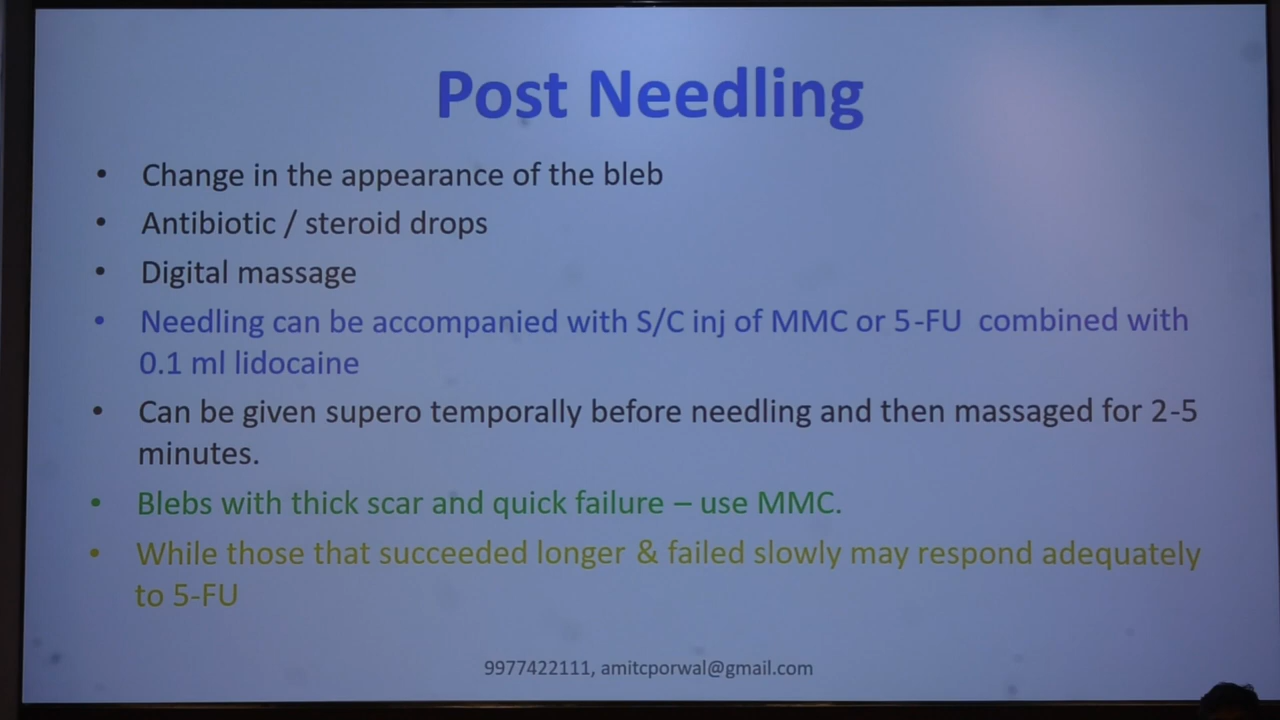 Post Needling
• Change in the appearance of the bleb
• Antibiotic / steroid drops
• Digital massage
• Needling can be accompanied with S/C inj of MMC or 5-FU combined with
0.1 ml lidocaine
• Can be given supero temporally before needling and then massaged for 2-5
minutes.
• Blebs with thick scar and quick failure – use MMC.
• While those that succeeded longer & failed slowly may respond adequately
to 5-FU
9977422111, amitcporwal@gmail.com